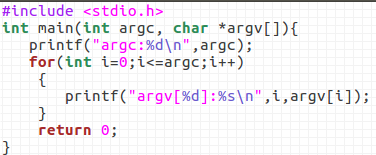 #include <stdio.h>
int main(int argc, char *argv[]){
   printf("argc:%d\n",argc);
   for(int i=0;i<=argc;i++)
    {
       printf("argv[%d]:%s\n",i,argv[i]);
    }
    return 0;
}